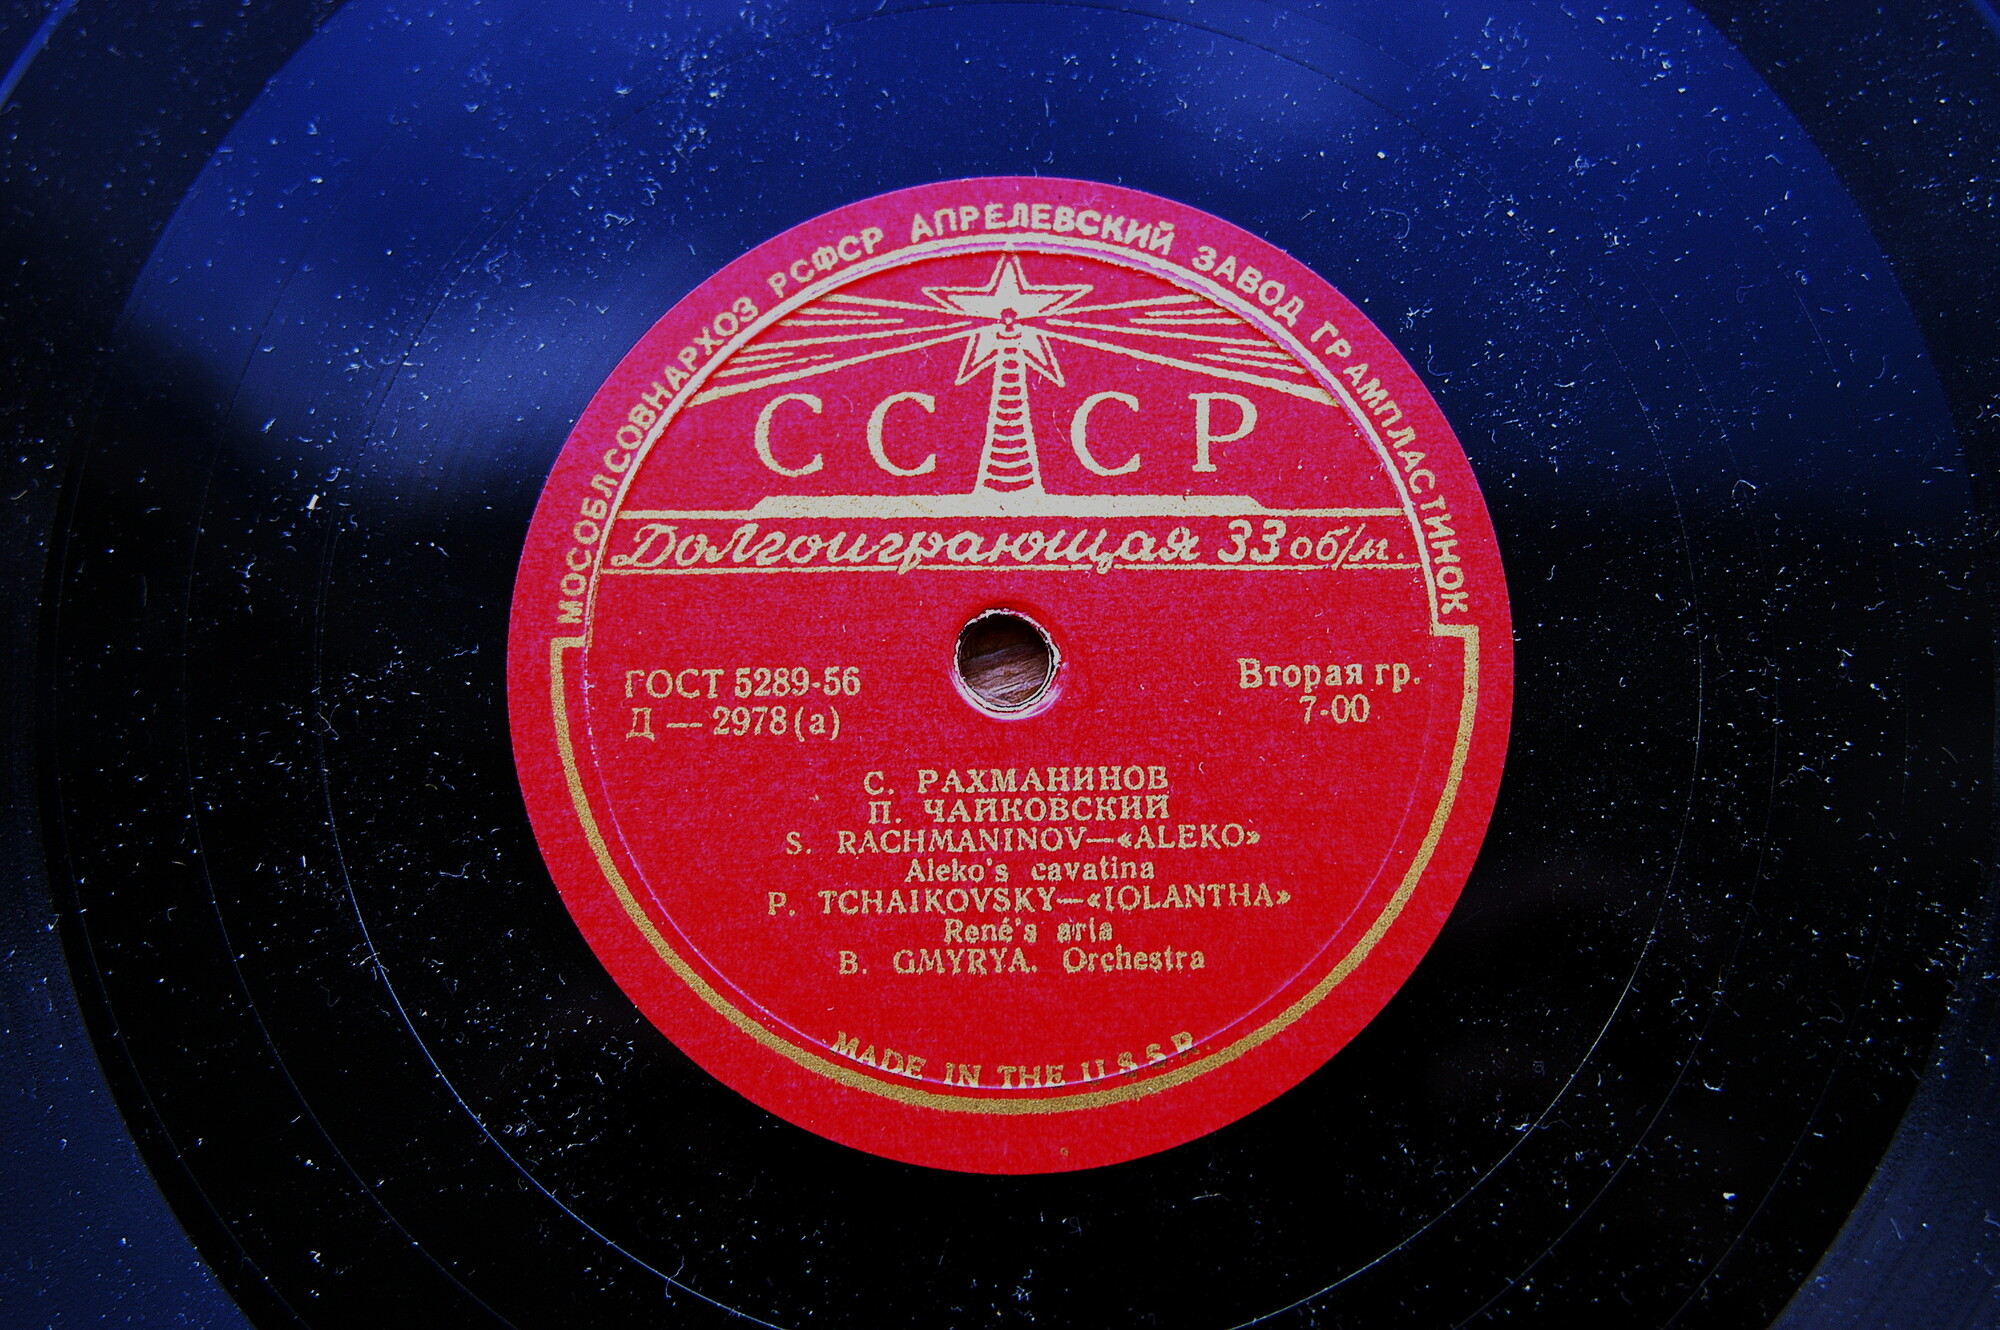 МОСОБЛСОВНАРХОЗ РСФСР АПРЕЛЕВСКИЙ ЗАВОД ГРАМПЛАСТИНОК
СССР
Долгоиграющая 33 об/м.
ГОСТ 5289-56
Д — 2978 (а)
Вторая гр.
7-00
С. РАХМАНИНОВ
П. ЧАЙКОВСКИЙ
S. RACHMANINOV—«ALEKO»
Aleko's cavatina
P. TCHAIKOVSKY—«IOLANTHA»
René's aria
B. GMYRYA. Orchestra
MADE IN THE U.S.S.R.